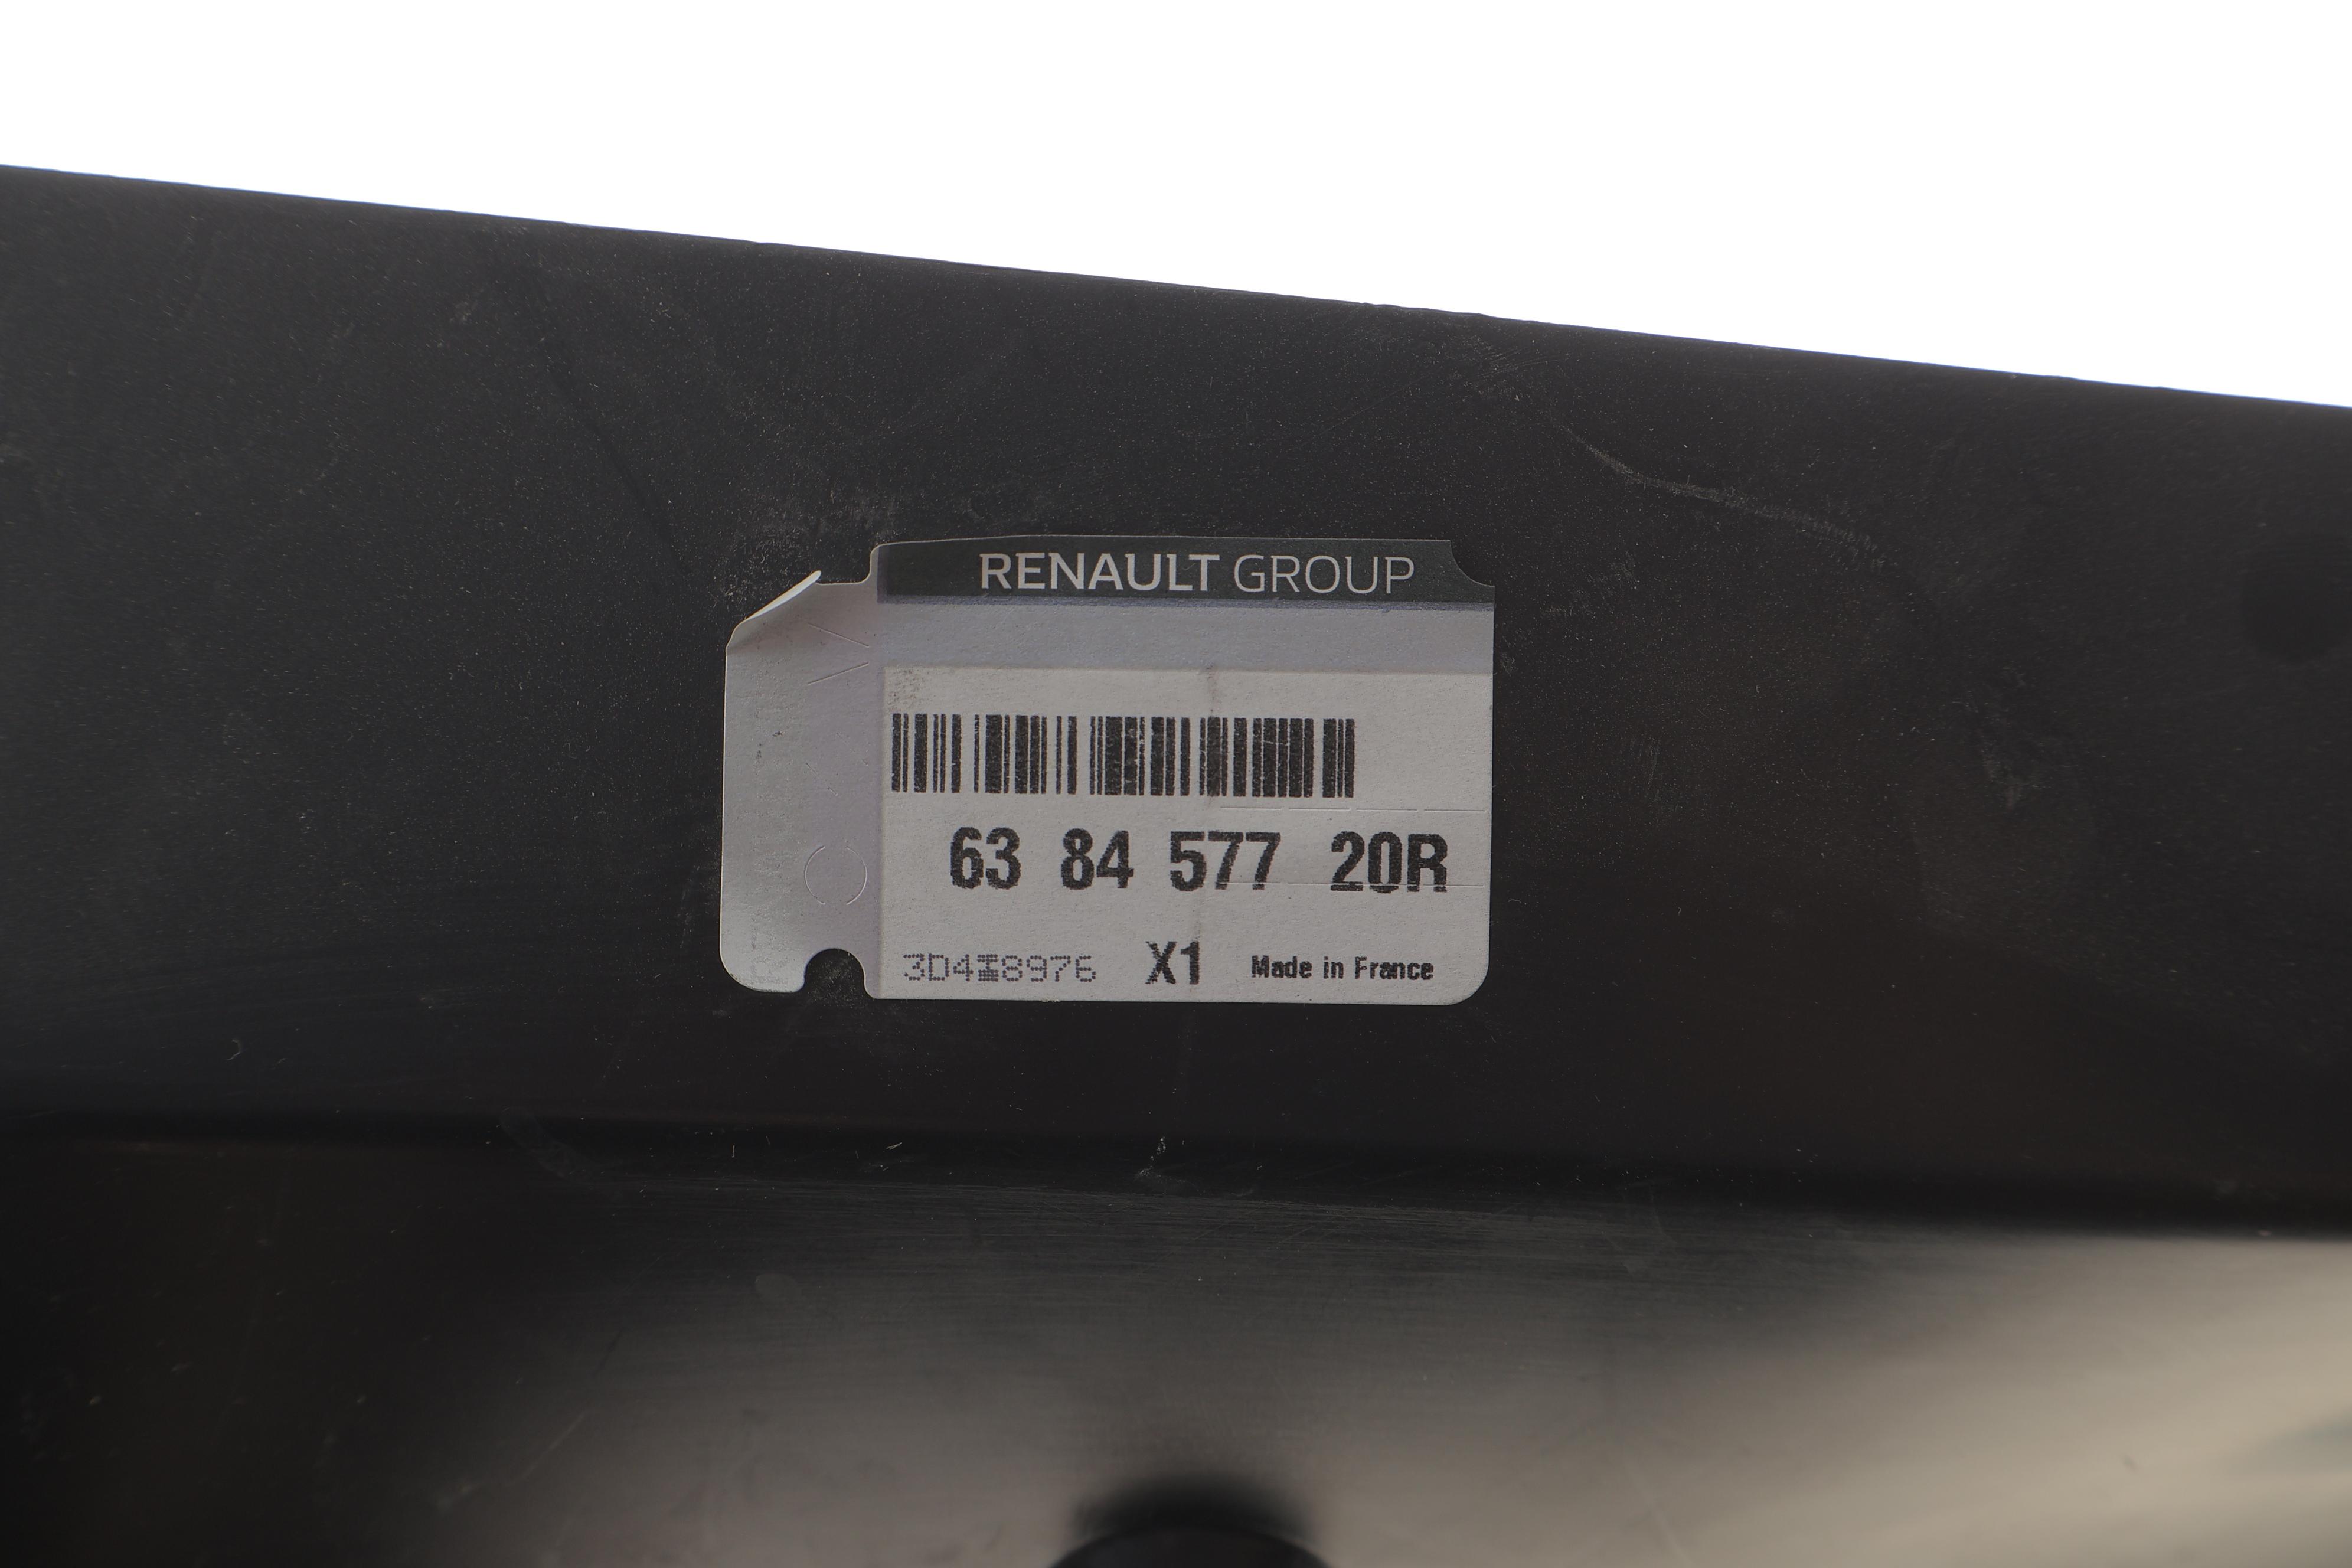 RENAULT GROUP
63 84 577 20R
X1 Made in France